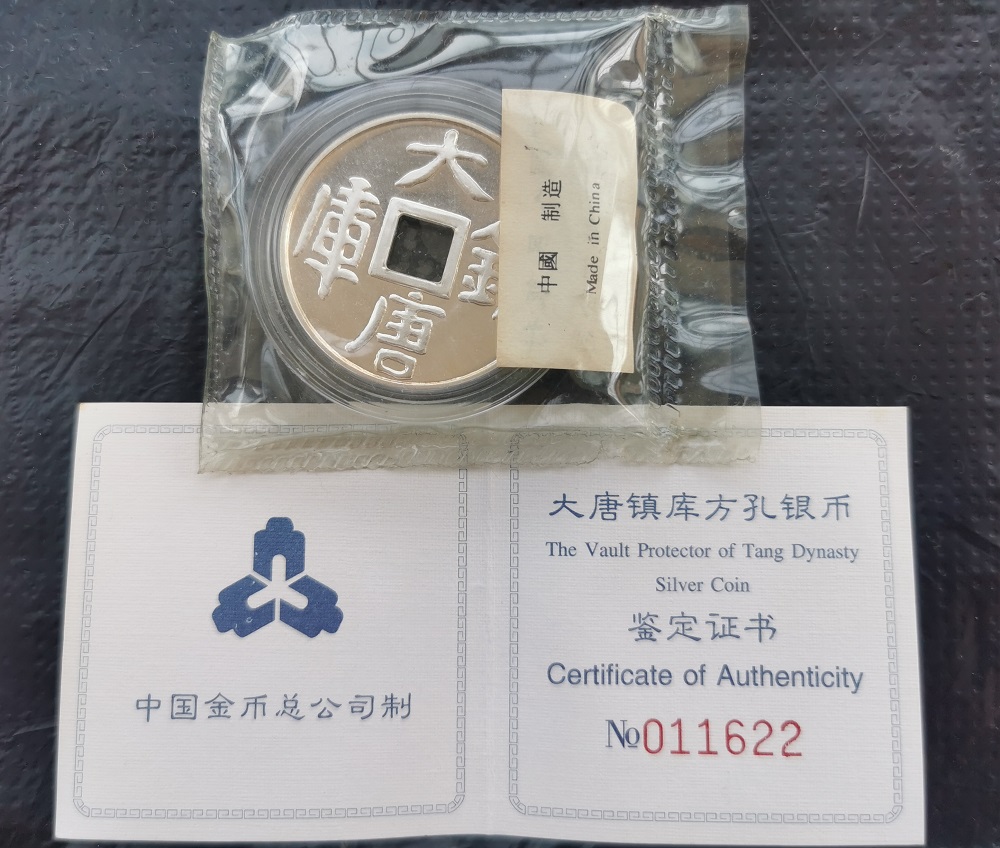 大
庫
鎮
唐
中國 制造
Made in China
中国金币总公司制
大唐镇库方孔银币
The Vault Protector of Tang Dynasty
Silver Coin
鉴定证书
Certificate of Authenticity
№011622